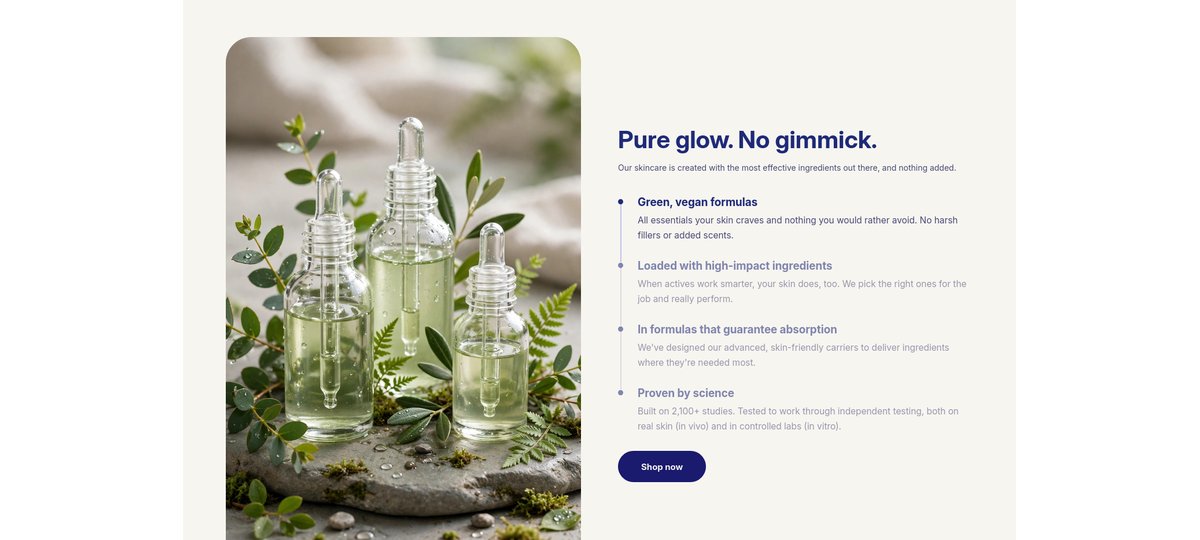 Pure glow. No gimmick.
Our skincare is created with the most effective ingredients out there, and nothing added.
Green, vegan formulas
All essentials your skin craves and nothing you would rather avoid. No harsh
fillers or added scents.
Loaded with high-impact ingredients
When actives work smarter, your skin does, too. We pick the right ones for the
job and really perform.
In formulas that guarantee absorption
We've designed our advanced, skin-friendly carriers to deliver ingredients
where they're needed most.
Proven by science
Built on 2,100+ studies. Tested to work through independent testing, both on
real skin (in vivo) and in controlled labs (in vitro).
Shop now